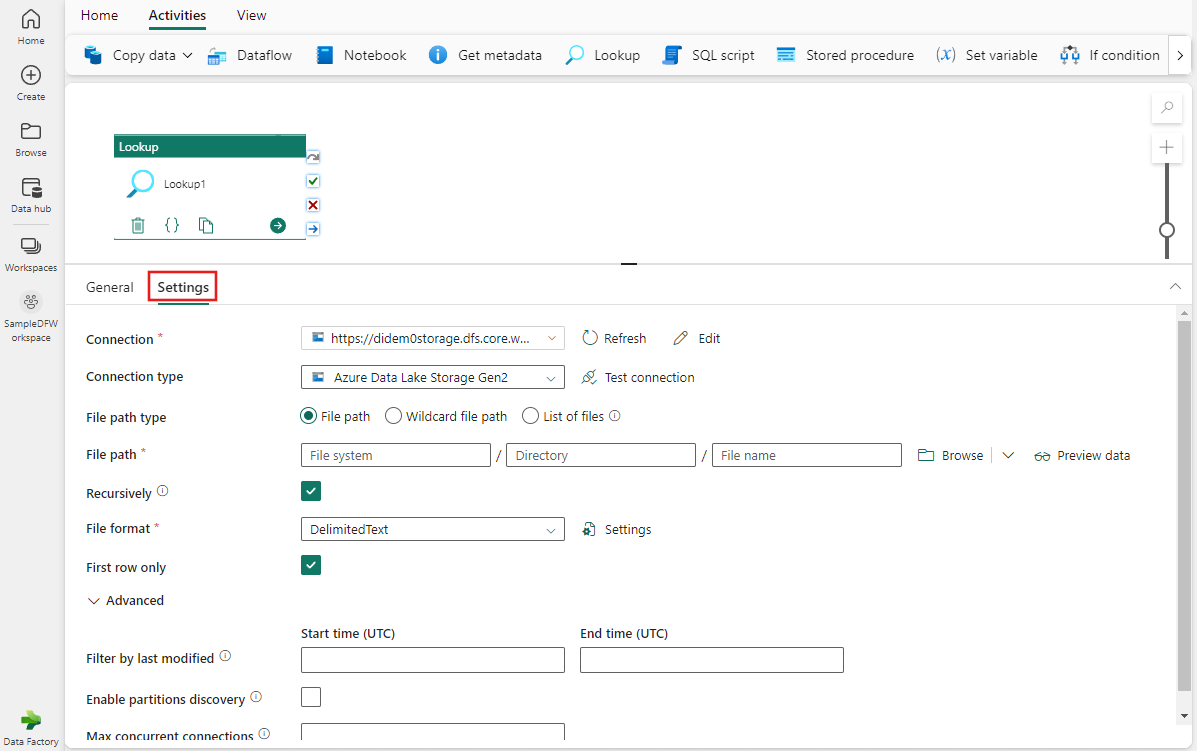 Home
Create
Browse
Data hub
Workspaces
SampleDFW
orkspace
Data Factory
Home Activities View
Copy data Dataflow Notebook Get metadata Lookup SQL script Stored procedure (x) Set variable If condition
Lookup
Lookup1
{}
General Settings
Connection * https://didem0storage.dfs.core.w... Refresh Edit
Connection type Azure Data Lake Storage Gen2 Test connection
File path type File path Wildcard file path List of files
File path * File system / Directory / File name Browse Preview data
Recursively
File format * DelimitedText Settings
First row only
Advanced
Start time (UTC) End time (UTC)
Filter by last modified
Enable partitions discovery
Max concurrent connections